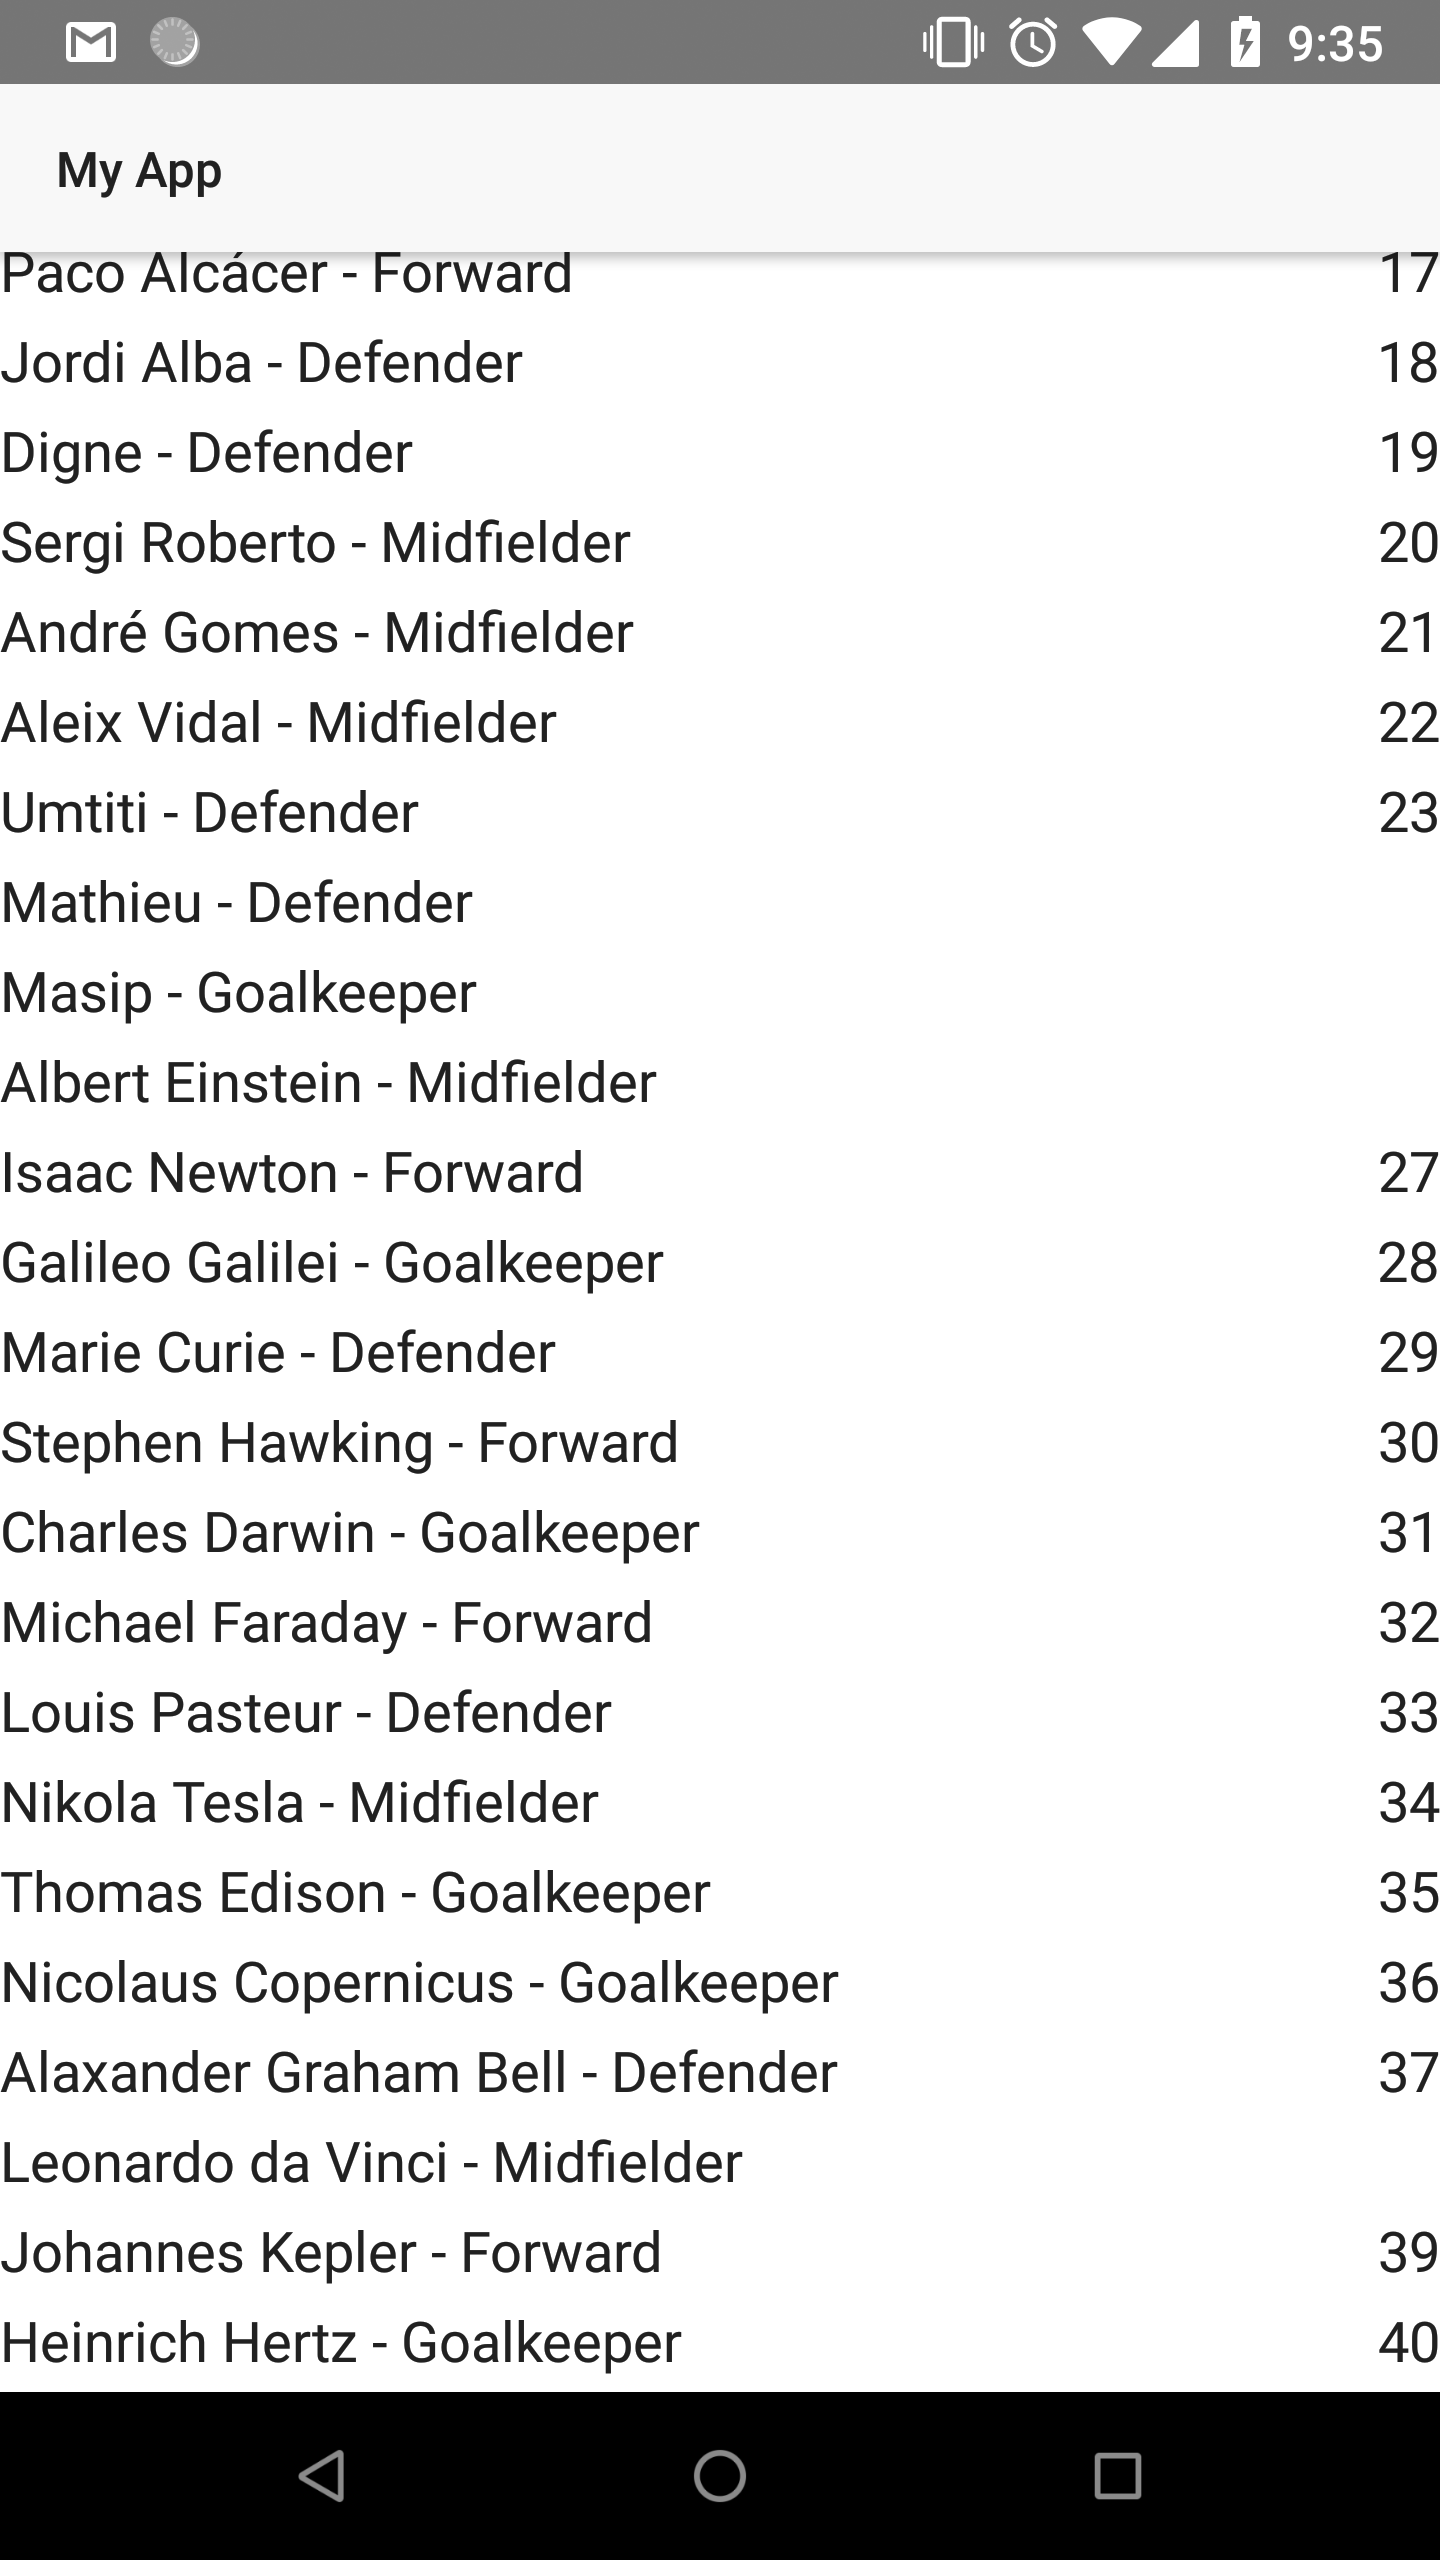 9:35
My App
Paco Alcácer - Forward 17
Jordi Alba - Defender 18
Digne - Defender 19
Sergi Roberto - Midfielder 20
André Gomes - Midfielder 21
Aleix Vidal - Midfielder 22
Umtiti - Defender 23
Mathieu - Defender
Masip - Goalkeeper
Albert Einstein - Midfielder
Isaac Newton - Forward 27
Galileo Galilei - Goalkeeper 28
Marie Curie - Defender 29
Stephen Hawking - Forward 30
Charles Darwin - Goalkeeper 31
Michael Faraday - Forward 32
Louis Pasteur - Defender 33
Nikola Tesla - Midfielder 34
Thomas Edison - Goalkeeper 35
Nicolaus Copernicus - Goalkeeper 36
Alaxander Graham Bell - Defender 37
Leonardo da Vinci - Midfielder
Johannes Kepler - Forward 39
Heinrich Hertz - Goalkeeper 40